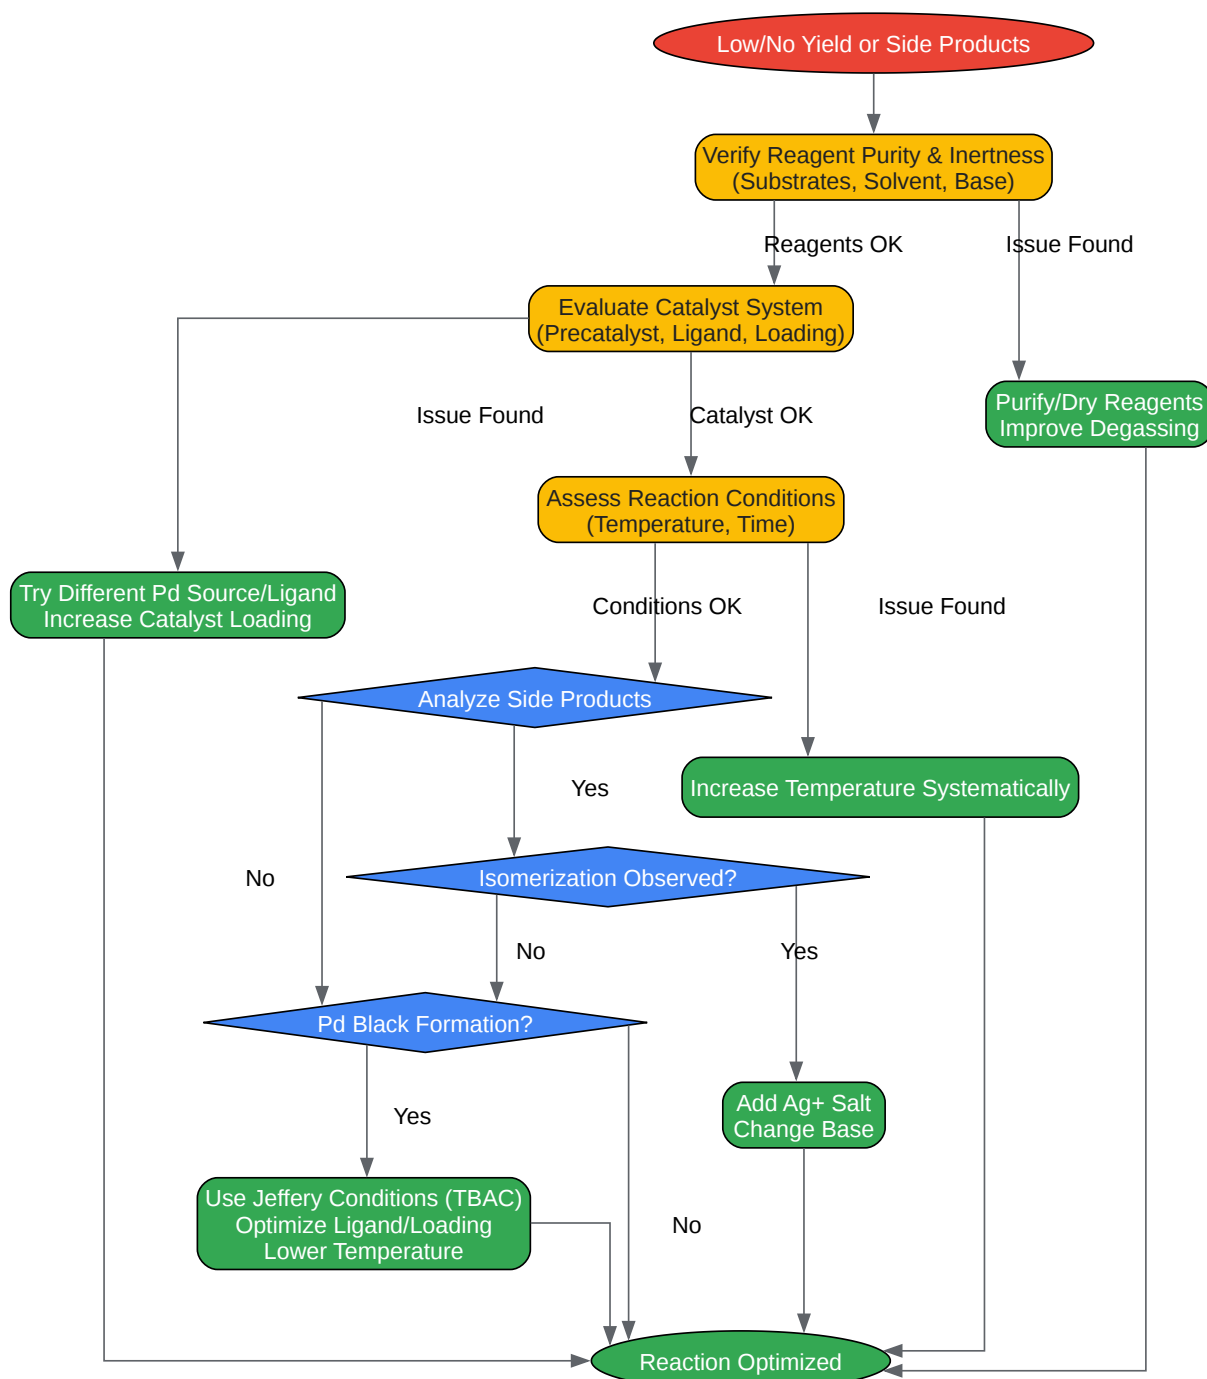 Low/No Yield or Side Products
Verify Reagent Purity & Inertness
(Substrates, Solvent, Base)
Reagents OK
Issue Found
Evaluate Catalyst System
(Precatalyst, Ligand, Loading)
Purify/Dry Reagents
Improve Degassing
Issue Found
Catalyst OK
Assess Reaction Conditions
(Temperature, Time)
Try Different Pd Source/Ligand
Increase Catalyst Loading
Conditions OK
Issue Found
Analyze Side Products
Yes
Increase Temperature Systematically
No
Isomerization Observed?
No
Yes
Pd Black Formation?
Yes
Add Ag+ Salt
Change Base
Use Jeffery Conditions (TBAC)
Optimize Ligand/Loading
Lower Temperature
No
Reaction Optimized